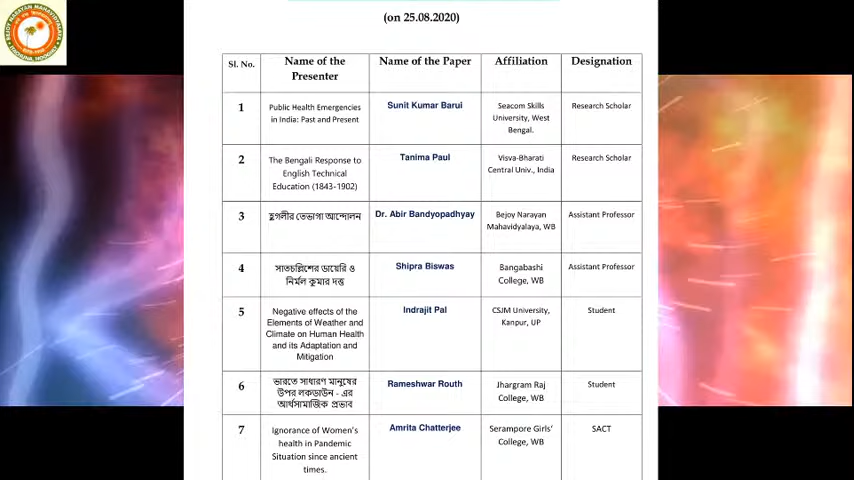 (on 25.08.2020)
Sl. No. Name of the Presenter Name of the Paper Affiliation Designation
1 Public Health Emergencies in India: Past and Present Sunit Kumar Barui Seacom Skills University, West Bengal. Research Scholar
2 The Bengali Response to English Technical Education (1843-1902) Tanima Paul Visva-Bharati Central Univ., India Research Scholar
3 হুগলীর তেভাগা আন্দোলন Dr. Abir Bandyopadhyay Bejoy Narayan Mahavidyalaya, WB Assistant Professor
4 সাতচল্লিশের ডায়েরি ও নির্মল কুমার দত্ত Shipra Biswas Bangabashi College, WB Assistant Professor
5 Negative effects of the Elements of Weather and Climate on Human Health and its Adaptation and Mitigation Indrajit Pal CSJM University, Kanpur, UP Student
6 ভারতে সাধারণ মানুষের উপর লকডাউন - এর আর্থসামাজিক প্রভাব Rameshwar Routh Jhargram Raj College, WB Student
7 Ignorance of Women's health in Pandemic Situation since ancient times. Amrita Chatterjee Serampore Girls' College, WB SACT